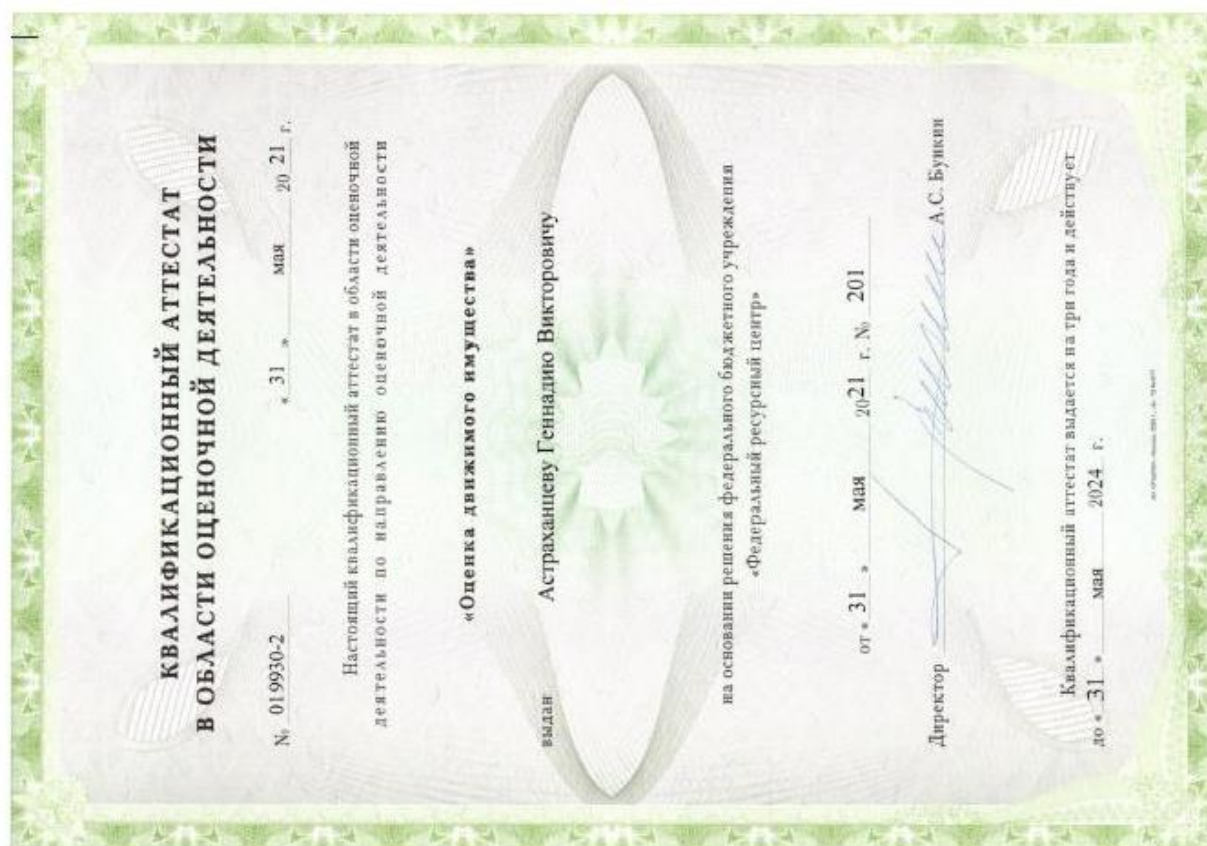 КВАЛИФИКАЦИОННЫЙ АТТЕСТАТ
В ОБЛАСТИ ОЦЕНОЧНОЙ ДЕЯТЕЛЬНОСТИ
№ 019930-2 « 31 » мая 20 21 г.
Настоящий квалификационный аттестат в области оценочной
деятельности по направлению оценочной деятельности
«Оценка движимого имущества»
выдан Астраханцеву Геннадию Викторовичу
на основании решения федерального бюджетного учреждения
«Федеральный ресурсный центр»
от « 31 » мая 2021 г. № 201
Директор А.С. Бункин
Квалификационный аттестат выдается на три года и действует
до « 31 » мая 2024 г.